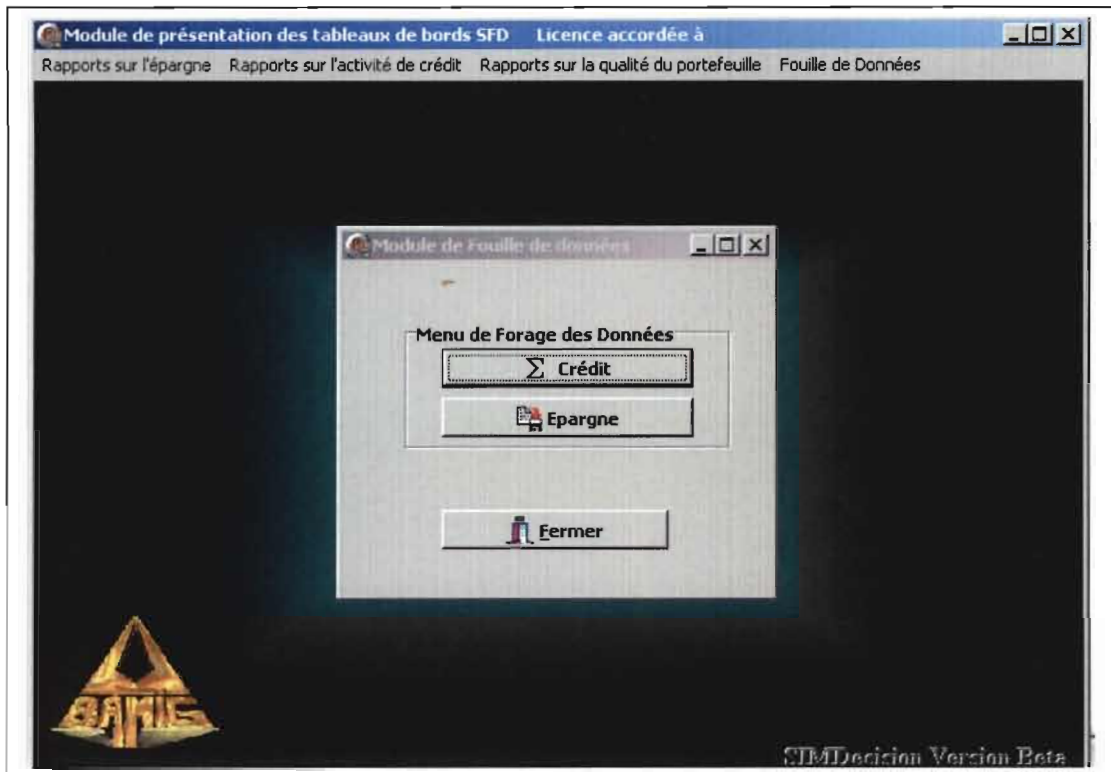 Module de présentation des tableaux de bords SFD Licence accordée à
Rapports sur l'épargne Rapports sur l'activité de crédit Rapports sur la qualité du portefeuille Fouille de Données
Module de Fouille de données
Menu de Forage des Données
Σ Crédit
Epargne
Fermer
BAMIG
SIMDecision Version Beta